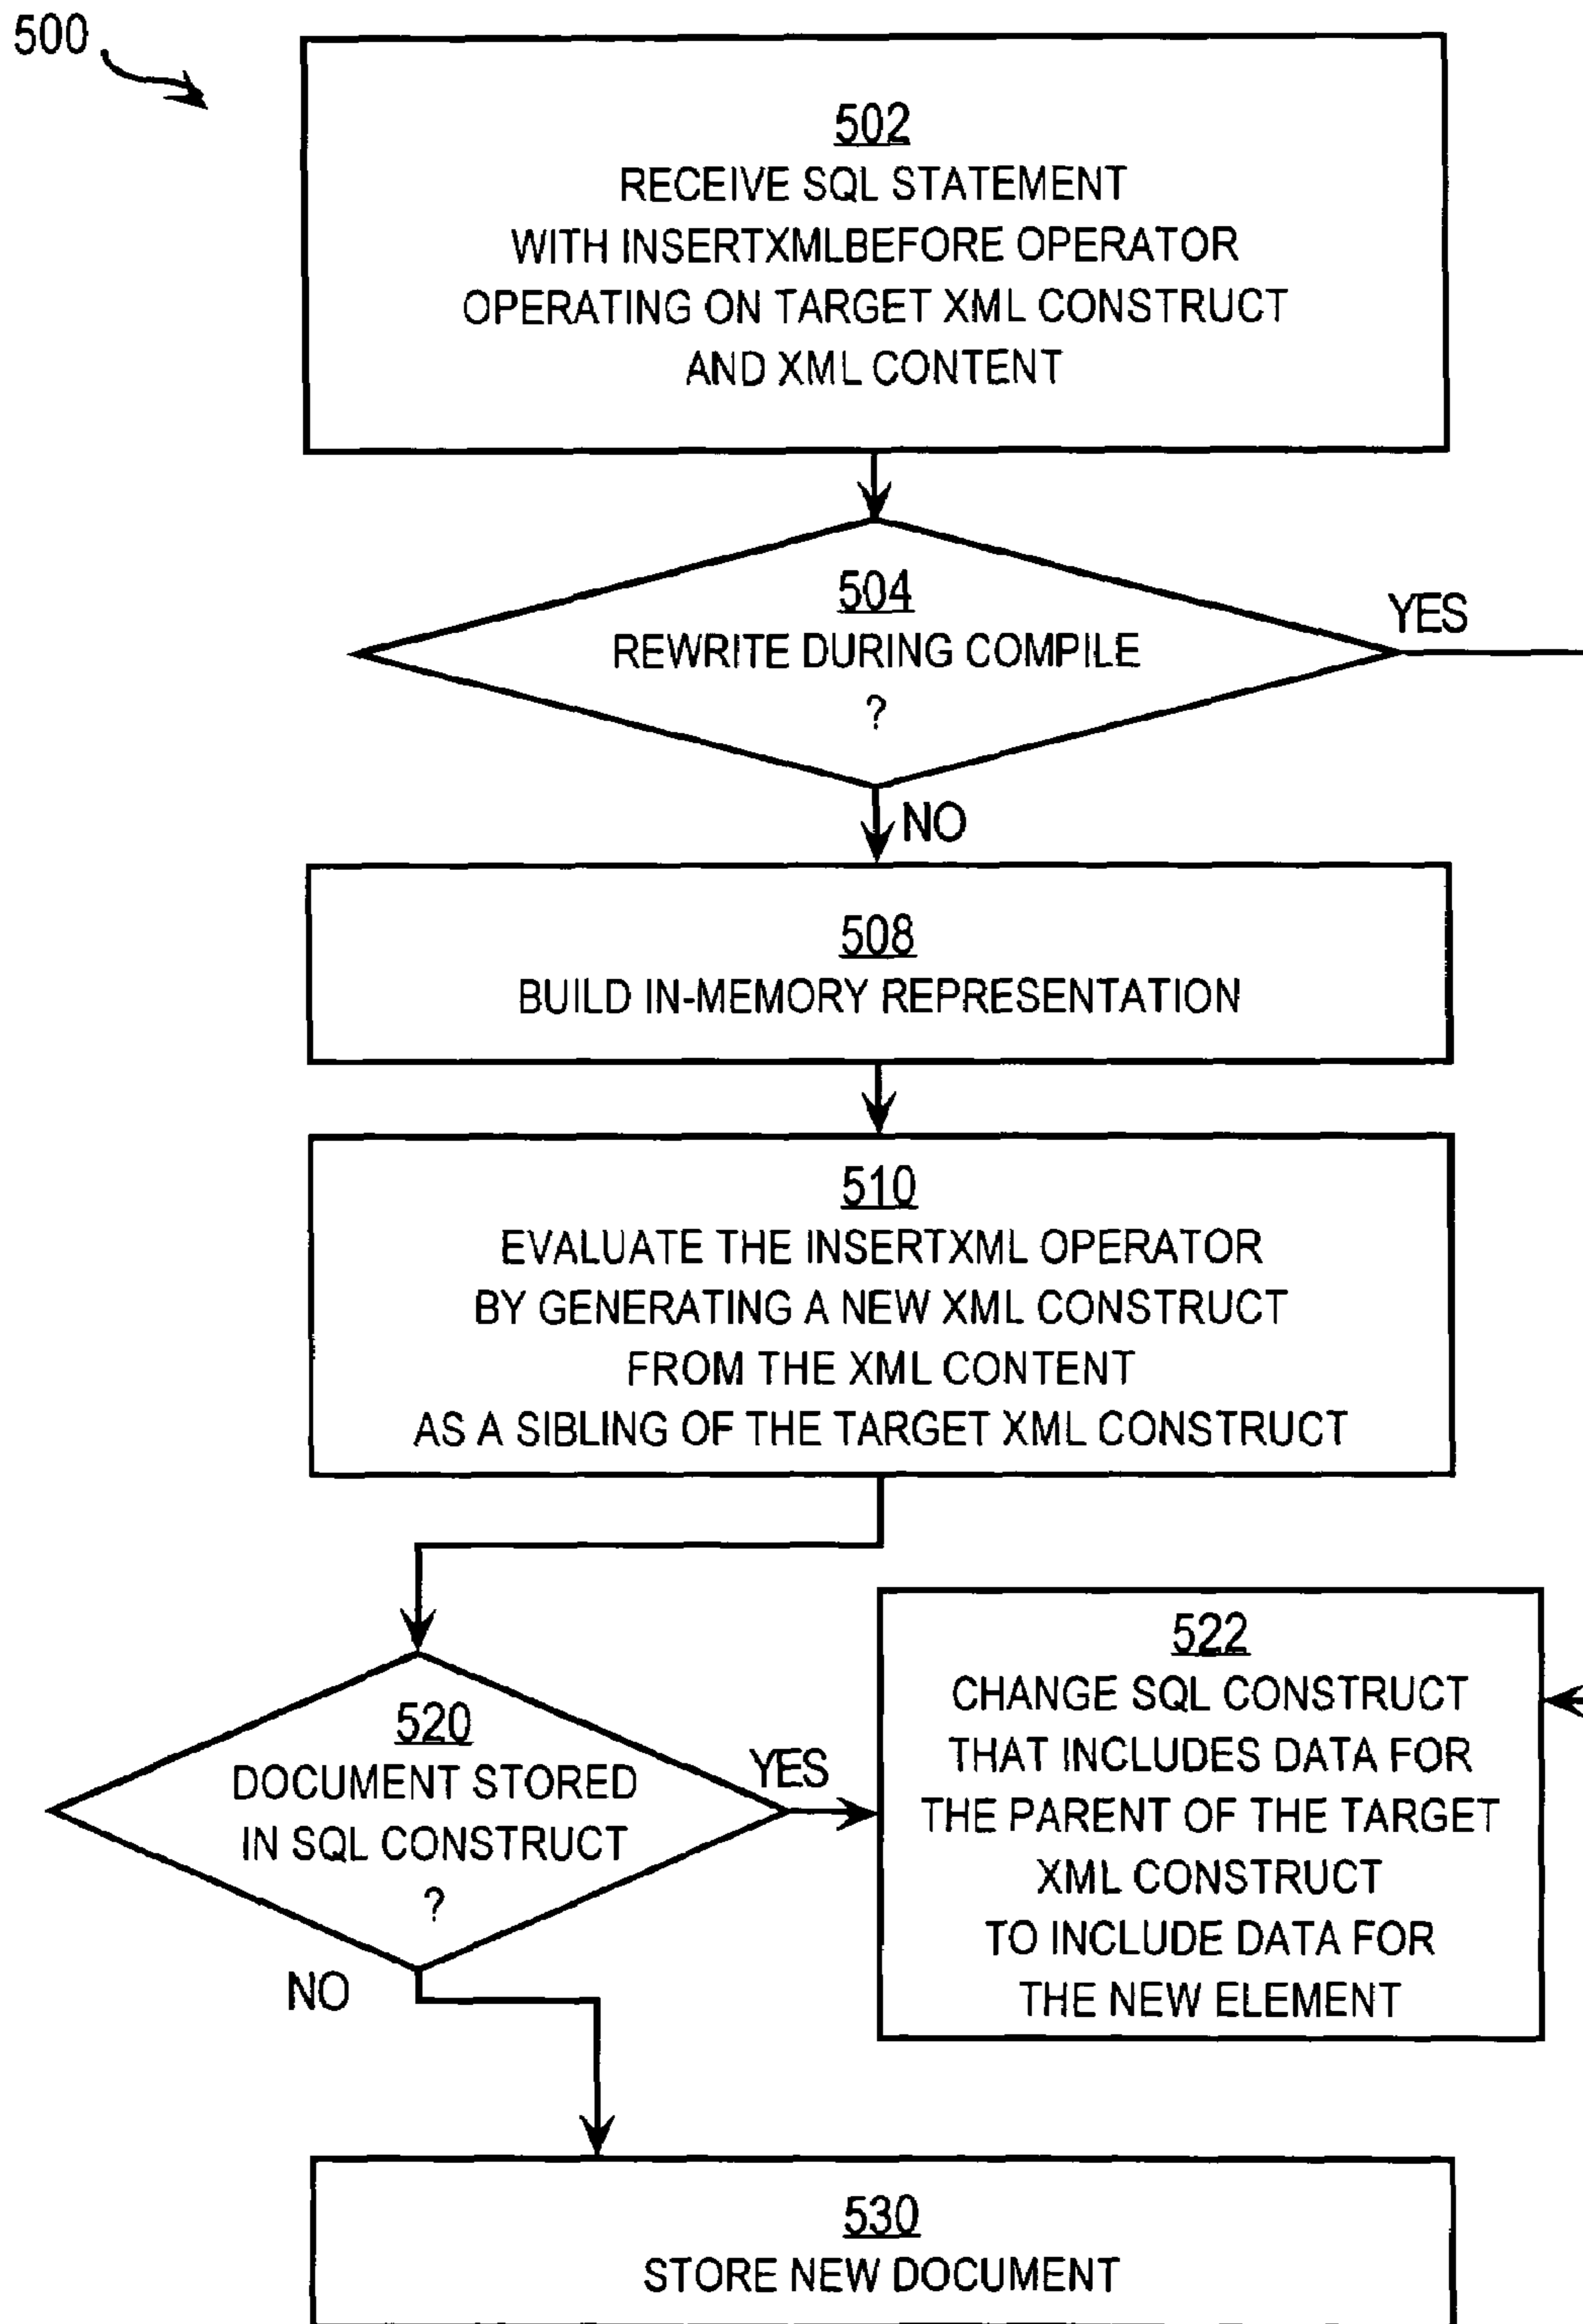 500
502
RECEIVE SQL STATEMENT
WITH INSERTXMLBEFORE OPERATOR
OPERATING ON TARGET XML CONSTRUCT
AND XML CONTENT
504
REWRITE DURING COMPILE
?
YES
NO
508
BUILD IN-MEMORY REPRESENTATION
510
EVALUATE THE INSERTXML OPERATOR
BY GENERATING A NEW XML CONSTRUCT
FROM THE XML CONTENT
AS A SIBLING OF THE TARGET XML CONSTRUCT
520
DOCUMENT STORED
IN SQL CONSTRUCT
?
YES
NO
522
CHANGE SQL CONSTRUCT
THAT INCLUDES DATA FOR
THE PARENT OF THE TARGET
XML CONSTRUCT
TO INCLUDE DATA FOR
THE NEW ELEMENT
530
STORE NEW DOCUMENT